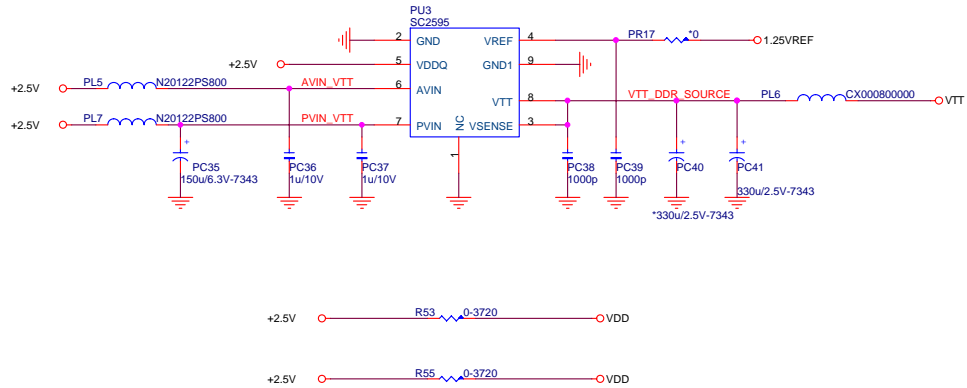 PU3
SC2595
2
GND
VREF
4
PR17
*0
1.25VREF
+2.5V
5
VDDQ
GND1
9
+2.5V
PL5
N20122PS800
AVIN_VTT
6
AVIN
VTT
8
VTT_DDR_SOURCE
PL6
CX000800000
VTT
+2.5V
PL7
N20122PS800
PVIN_VTT
7
PVIN
NC
VSENSE
3
1
+
PC35
150u/6.3V-7343
PC36
1u/10V
PC37
1u/10V
PC38
1000p
PC39
1000p
+
PC40
*330u/2.5V-7343
+
PC41
330u/2.5V-7343
+2.5V
R53
0-3720
VDD
+2.5V
R55
0-3720
VDD